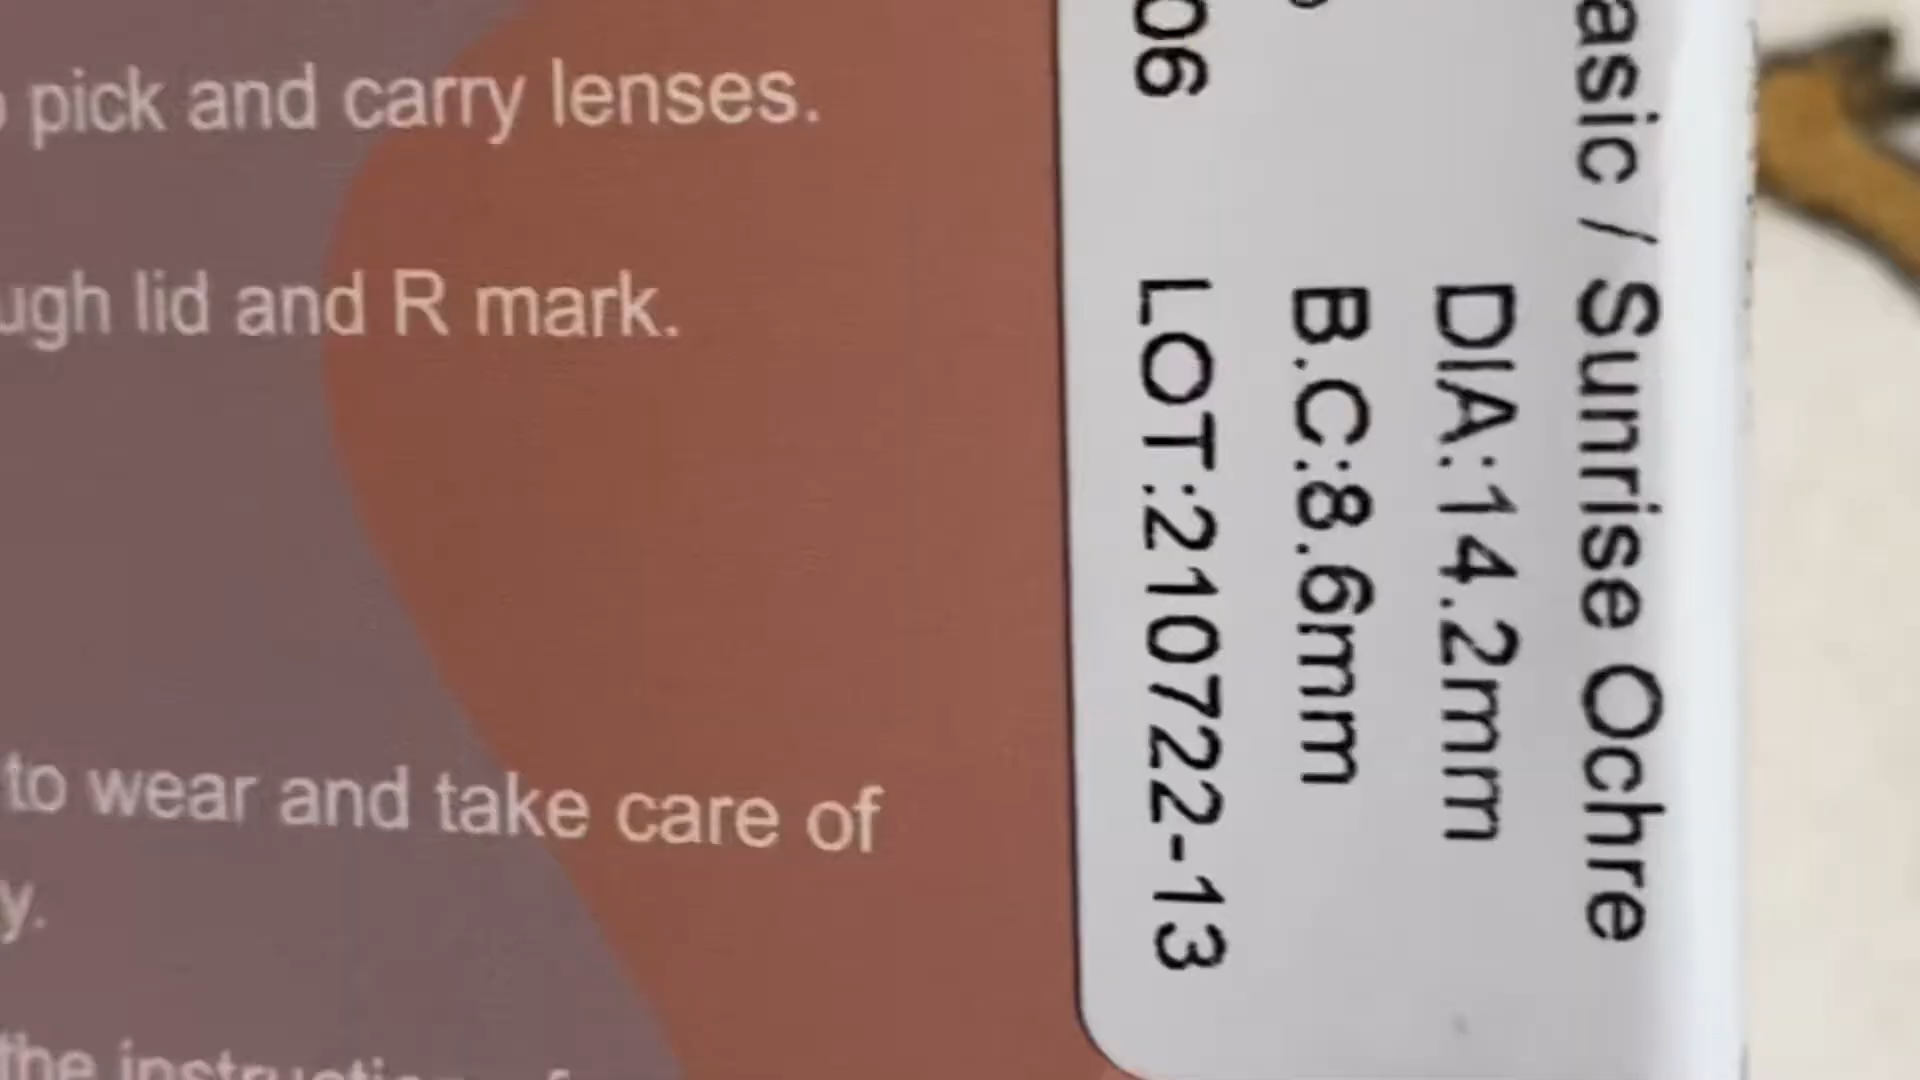 pick and carry lenses.
ugh lid and R mark.
to wear and take care of
y.
the
asic / Sunrise Ochre
DIA:14.2mm
B.C:8.6mm
06 LOT:210722-13